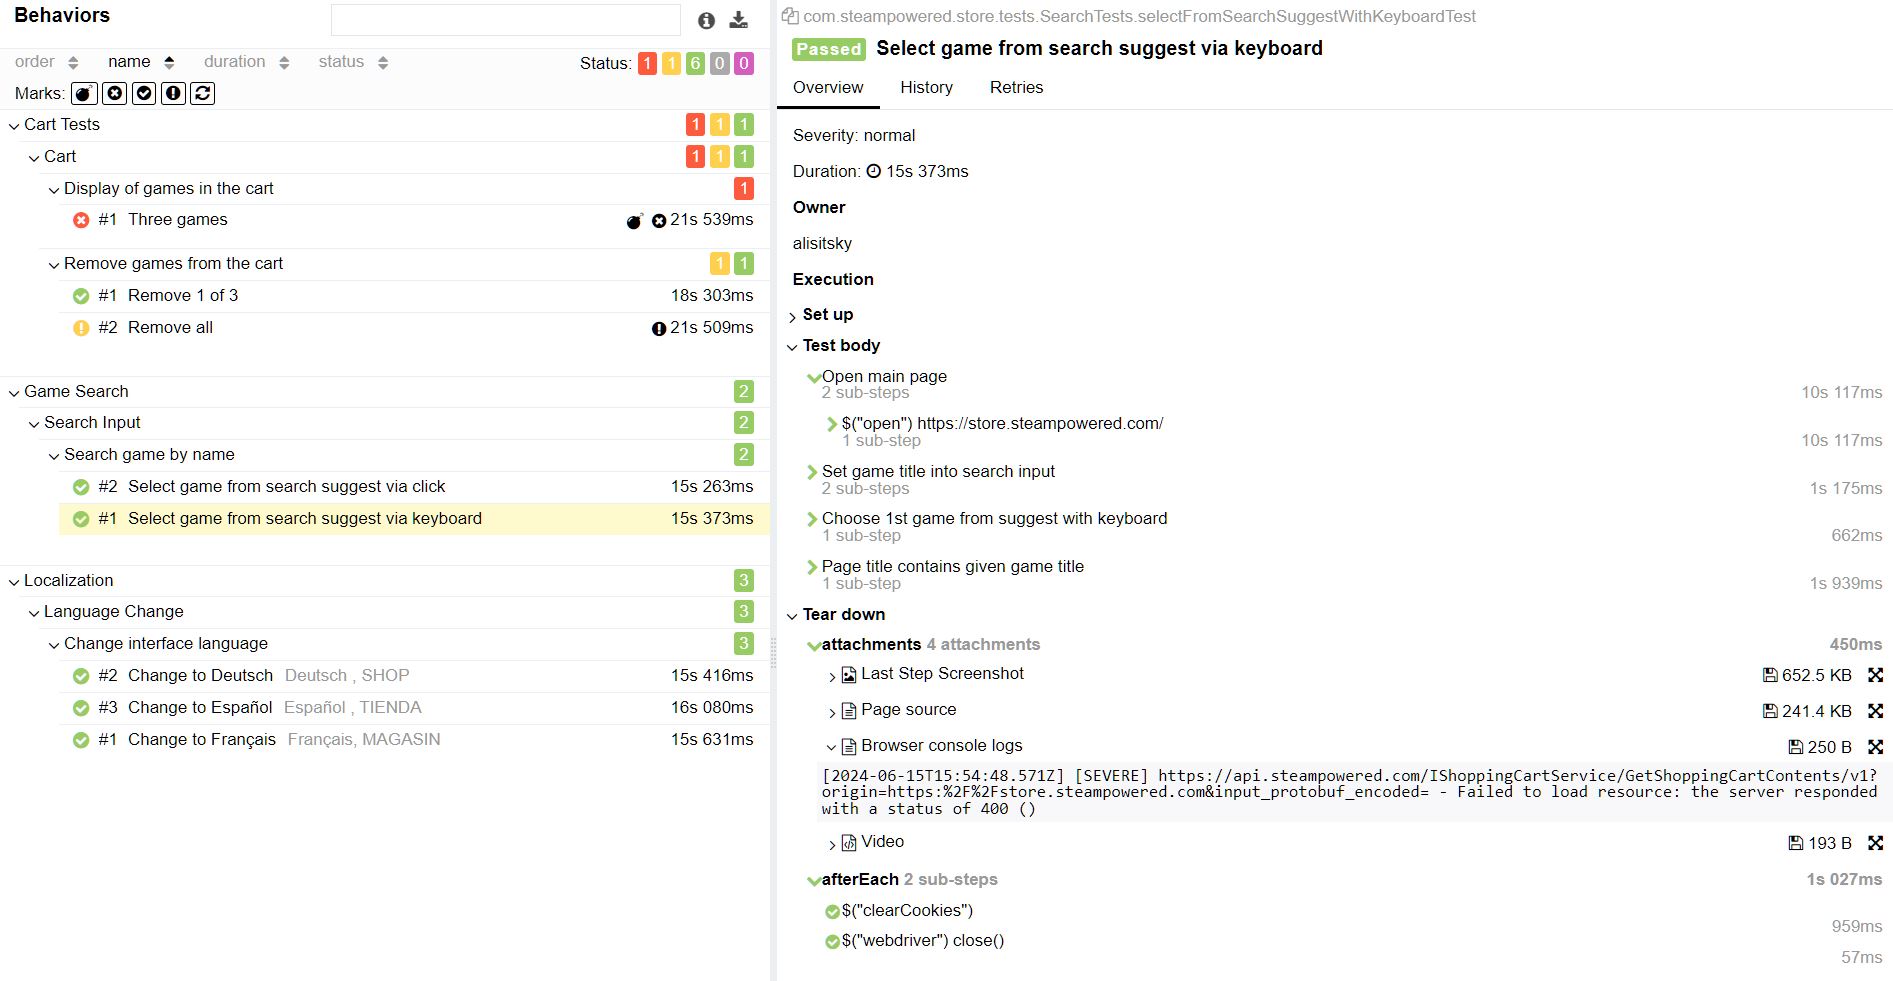 Behaviors
order name duration status Status: 1 1 6 0 0
Marks:
Cart Tests 1 1 1
Cart 1 1 1
Display of games in the cart 1
#1 Three games 21s 539ms
Remove games from the cart 1 1
#1 Remove 1 of 3 18s 303ms
#2 Remove all 21s 509ms
Game Search 2
Search Input 2
Search game by name 2
#2 Select game from search suggest via click 15s 263ms
#1 Select game from search suggest via keyboard 15s 373ms
Localization 3
Language Change 3
Change interface language 3
#2 Change to Deutsch Deutsch , SHOP 15s 416ms
#3 Change to Español Español , TIENDA 16s 080ms
#1 Change to Français Français, MAGASIN 15s 631ms
com.steampowered.store.tests.SearchTests.selectFromSearchSuggestWithKeyboardTest
Passed Select game from search suggest via keyboard
Overview History Retries
Severity: normal
Duration: 15s 373ms
Owner
alisitsky
Execution
Set up
Test body
Open main page
2 sub-steps 10s 117ms
$("open") https://store.steampowered.com/
1 sub-step 10s 117ms
Set game title into search input
2 sub-steps 1s 175ms
Choose 1st game from suggest with keyboard
1 sub-step 662ms
Page title contains given game title
1 sub-step 1s 939ms
Tear down
attachments 4 attachments 450ms
Last Step Screenshot 652.5 KB
Page source 241.4 KB
Browser console logs 250 B
[2024-06-15T15:54:48.571Z] [SEVERE] https://api.steampowered.com/IShoppingCartService/GetShoppingCartContents/v1?
origin=https:%2F%2Fstore.steampowered.com&input_protobuf_encoded= - Failed to load resource: the server responded
with a status of 400 ()
Video 193 B
afterEach 2 sub-steps 1s 027ms
$("clearCookies")
959ms
$("webdriver") close()
57ms